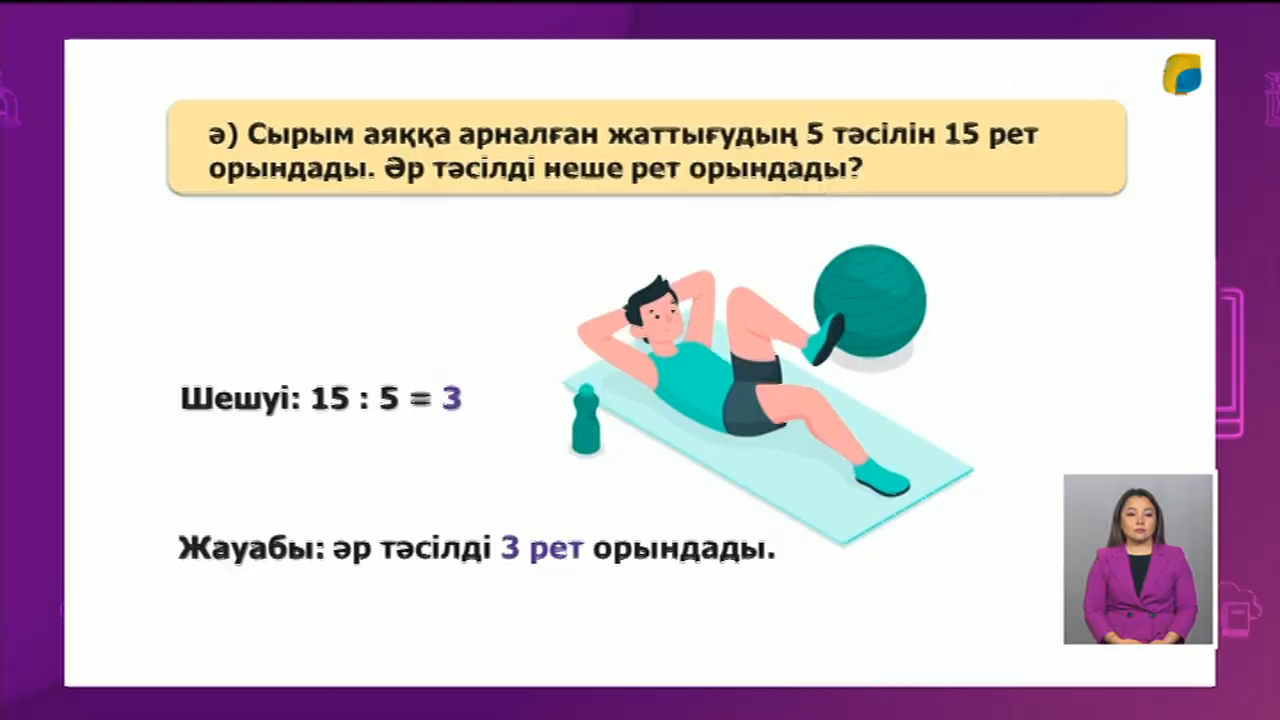 ә) Сырым аяққа арналған жаттығудың 5 тәсілін 15 рет
орындады. Әр тәсілді неше рет орындады?
Шешуі: 15 : 5 = 3
Жауабы: әр тәсілді 3 рет орындады.